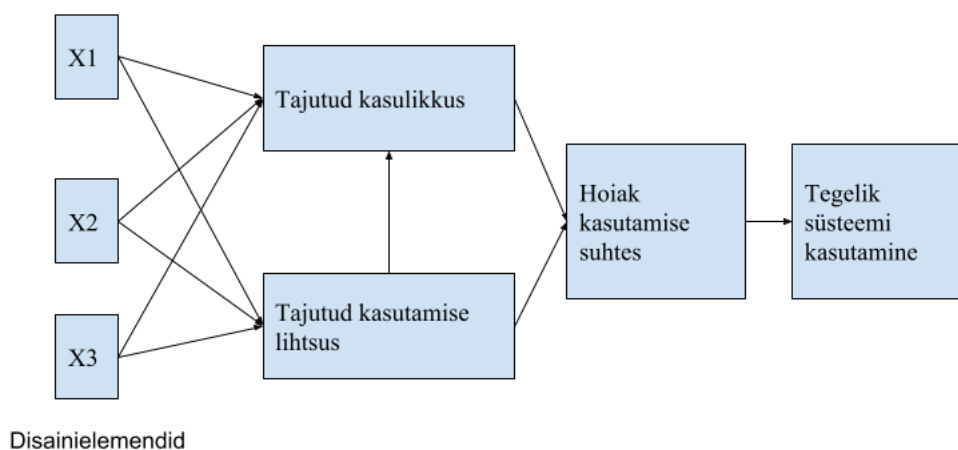 X1
Tajutud kasulikkus
X2
Hoiak
kasutamise
suhtes
Tegelik
süsteemi
kasutamine
Tajutud kasutamise
lihtsus
X3
Disainielemendid